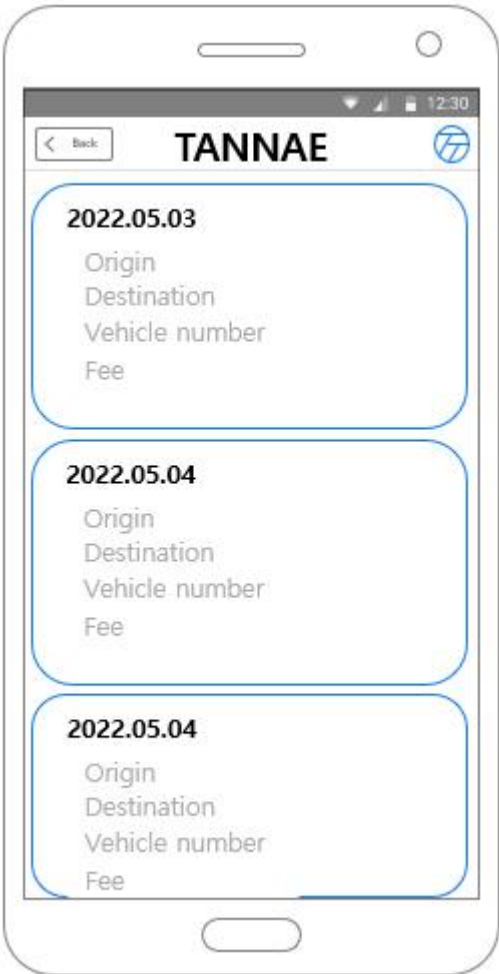 12:30
Back
TANNAE
2022.05.03
Origin
Destination
Vehicle number
Fee
2022.05.04
Origin
Destination
Vehicle number
Fee
2022.05.04
Origin
Destination
Vehicle number
Fee